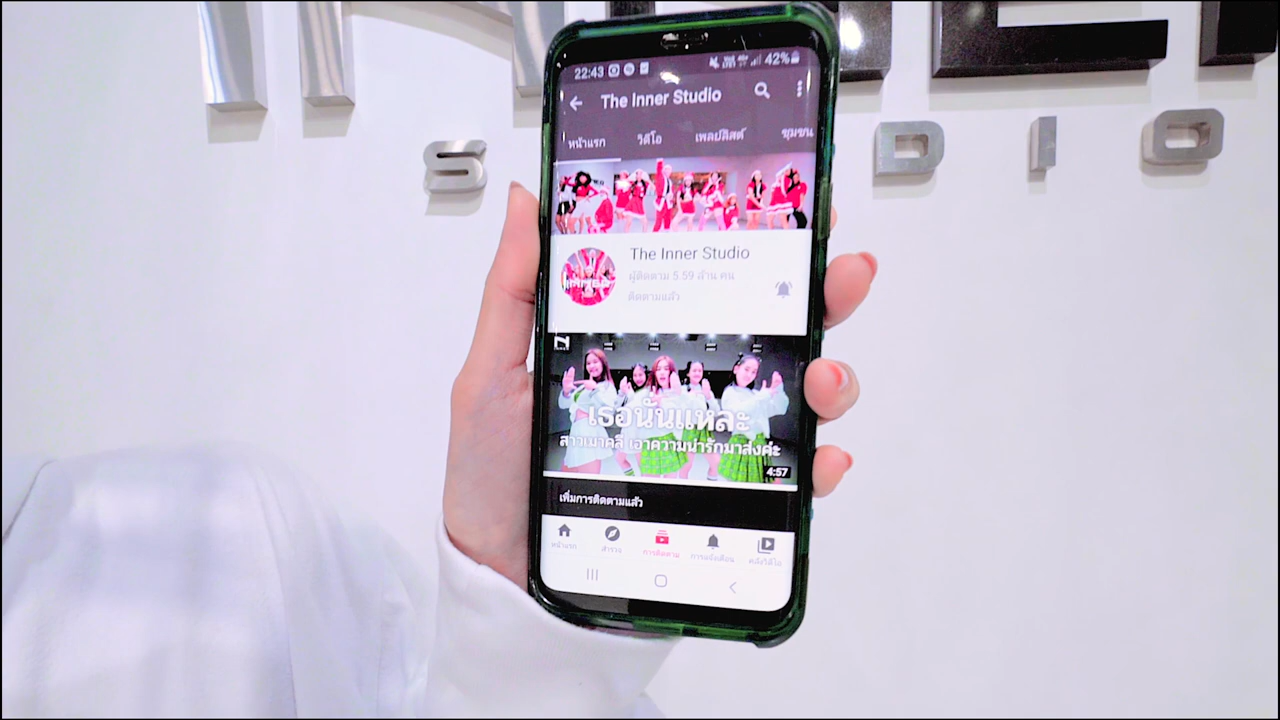 S DIO
22:43 42%
The Inner Studio
หน้าแรก วิดีโอ เพลย์ลิสต์ ชุมชน
The Inner Studio
ผู้ติดตาม 5.59 ล้าน คน
ติดตามแล้ว
เธอนั่นแหละ
สาวเมาคลี เอาความน่ารักมาส่งค่ะ
4:57
เพิ่มการติดตามแล้ว
หน้าแรก สำรวจ การติดตาม การแจ้งเตือน คลังวิดีโอ